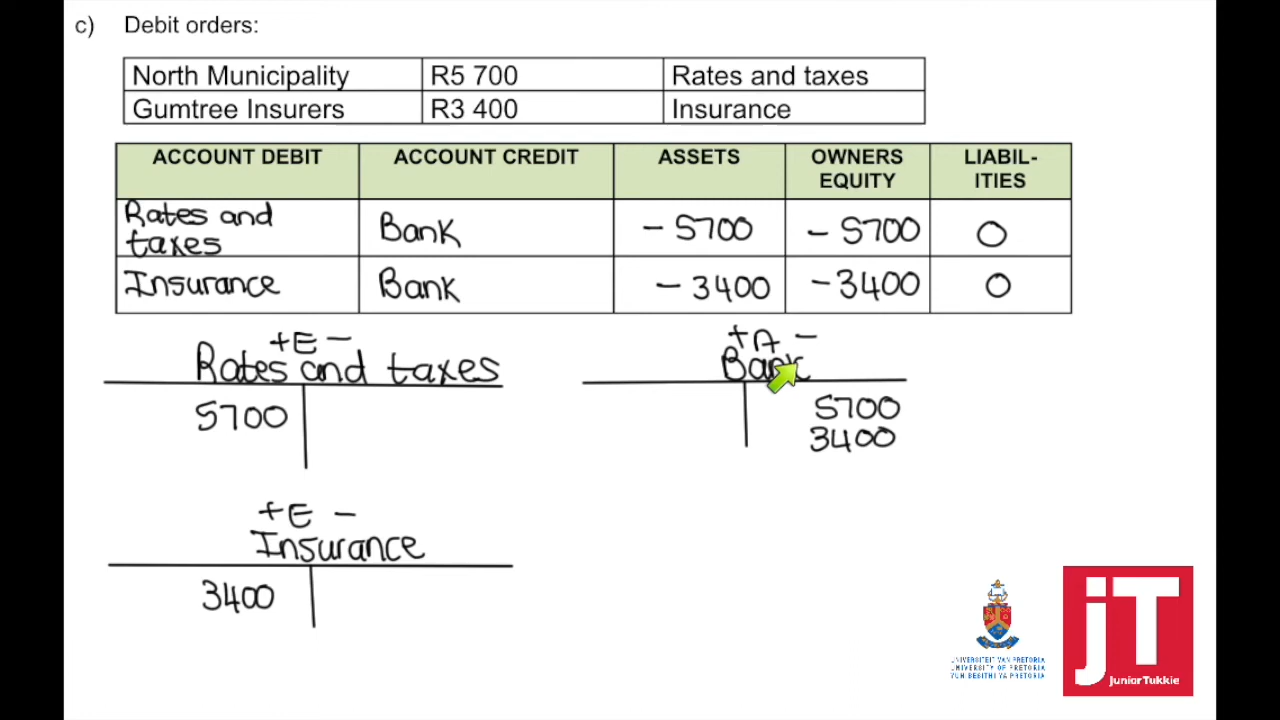 c) Debit orders:
North Municipality R5 700 Rates and taxes
Gumtree Insurers R3 400 Insurance
ACCOUNT DEBIT ACCOUNT CREDIT ASSETS OWNERS EQUITY LIABIL-ITIES
Rates and taxes Bank - 5700 - 5700 0
Insurance Bank - 3400 - 3400 0
+ E -
Rates and taxes
5700
+ A -
Bank
5700
3400
+ E -
Insurance
3400
UNIVERSITEIT VAN PRETORIA
UNIVERSITY OF PRETORIA
YUNIBESITHI YA PRETORIA
jT
JuniorTukkie